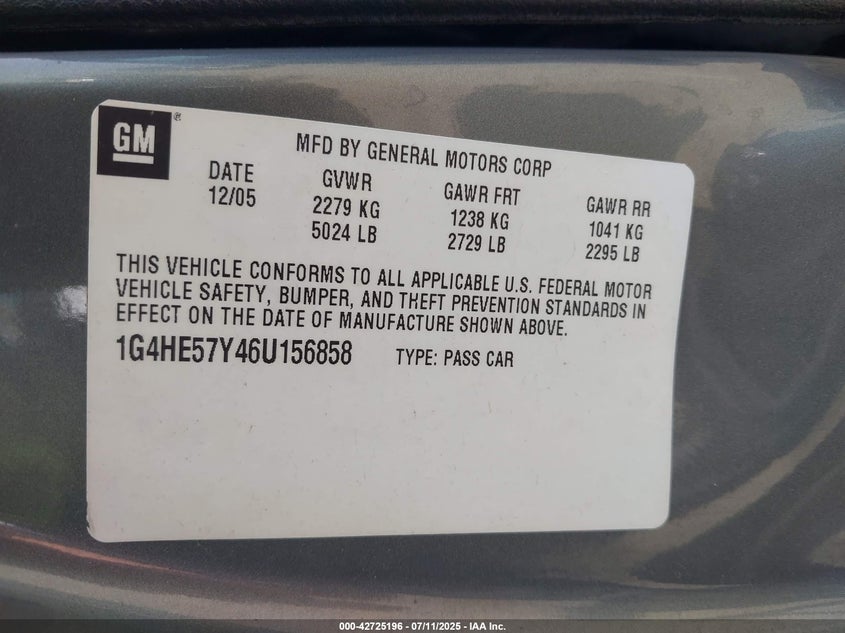 GM®
MFD BY GENERAL MOTORS CORP
DATE GVWR GAWR FRT GAWR RR
12/05 2279 KG 1238 KG 1041 KG
5024 LB 2729 LB 2295 LB
THIS VEHICLE CONFORMS TO ALL APPLICABLE U.S. FEDERAL MOTOR
VEHICLE SAFETY, BUMPER, AND THEFT PREVENTION STANDARDS IN
EFFECT ON THE DATE OF MANUFACTURE SHOWN ABOVE.
1G4HE57Y46U156858 TYPE: PASS CAR
000-42725196 - 07/11/2025 - IAA Inc.